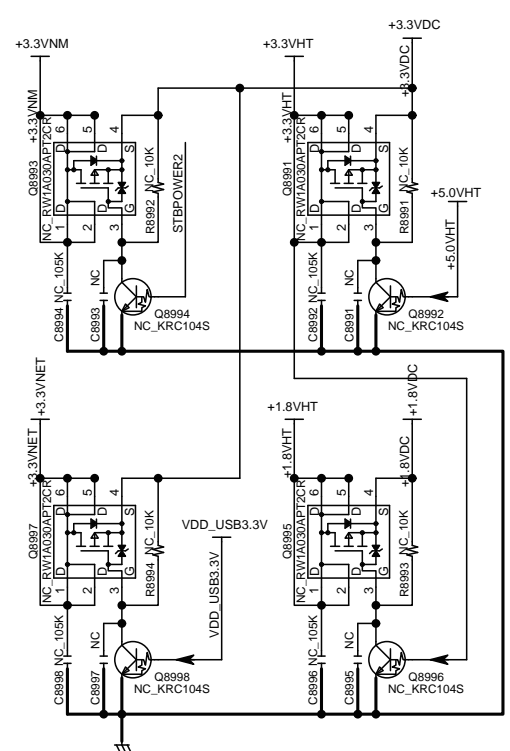 +3.3VNM
+3.3VNM
Q8993
NC_RW1A030APT2CR
6
5
4
D
D
S
D
D
G
1
2
3
R8992 NC_10K
STBPOWER2
C8994 NC_105K
C8993 NC
Q8994
NC_KRC104S
+3.3VHT
+3.3VHT
+3.3VDC
+3.3VDC
Q8991
NC_RW1A030APT2CR
6
5
4
D
D
S
D
D
G
1
2
3
R8991 NC_10K
+5.0VHT
+5.0VHT
C8992 NC_105K
C8991 NC
Q8992
NC_KRC104S
+3.3VNET
+3.3VNET
Q8997
NC_RW1A030APT2CR
6
5
4
D
D
S
D
D
G
1
2
3
R8994 NC_10K
VDD_USB3.3V
VDD_USB3.3V
C8998 NC_105K
C8997 NC
Q8998
NC_KRC104S
+1.8VHT
+1.8VHT
+1.8VDC
+1.8VDC
Q8995
NC_RW1A030APT2CR
6
5
4
D
D
S
D
D
G
1
2
3
R8993 NC_10K
C8996 NC_105K
C8995 NC
Q8996
NC_KRC104S